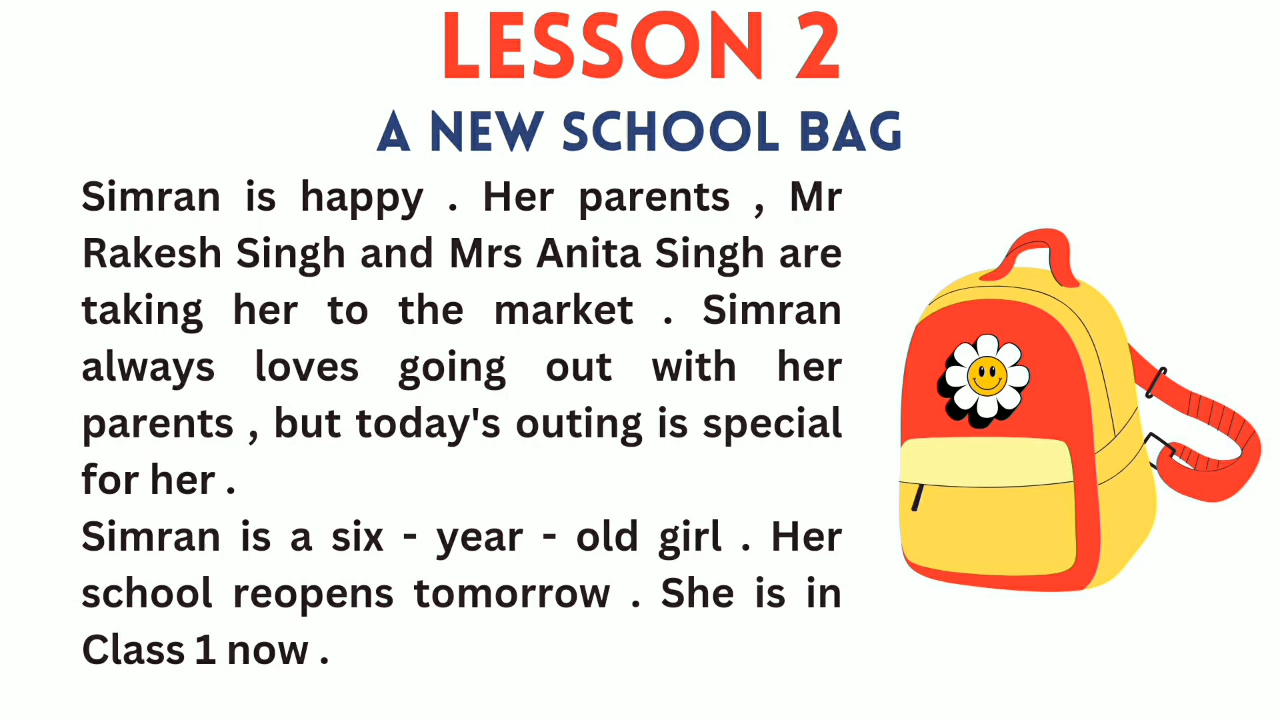 LESSON 2
A NEW SCHOOL BAG
Simran is happy . Her parents , Mr
Rakesh Singh and Mrs Anita Singh are
taking her to the market . Simran
always loves going out with her
parents , but today's outing is special
for her .
Simran is a six - year - old girl . Her
school reopens tomorrow . She is in
Class 1 now .